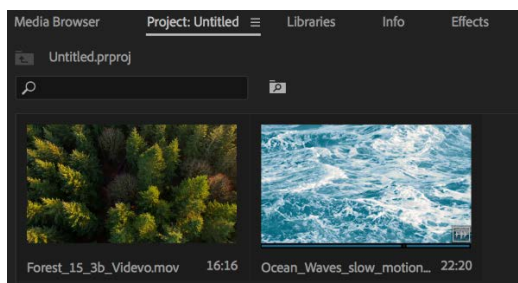 Media Browser Project: Untitled Libraries Info Effects
Untitled.prproj
Forest_15_3b_Videvo.mov 16:16 Ocean_Waves_slow_motion... 22:20